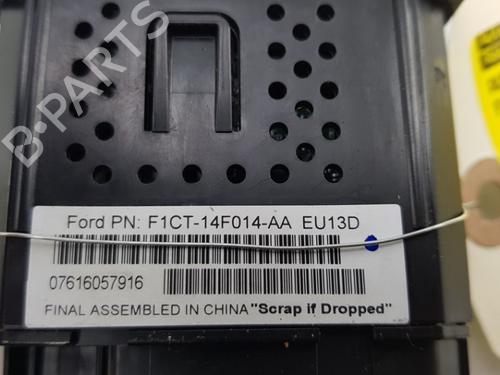 B-PARTS
Ford PN: F1CT-14F014-AA EU13D
07616057916
FINAL ASSEMBLED IN CHINA "Scrap if Dropped"